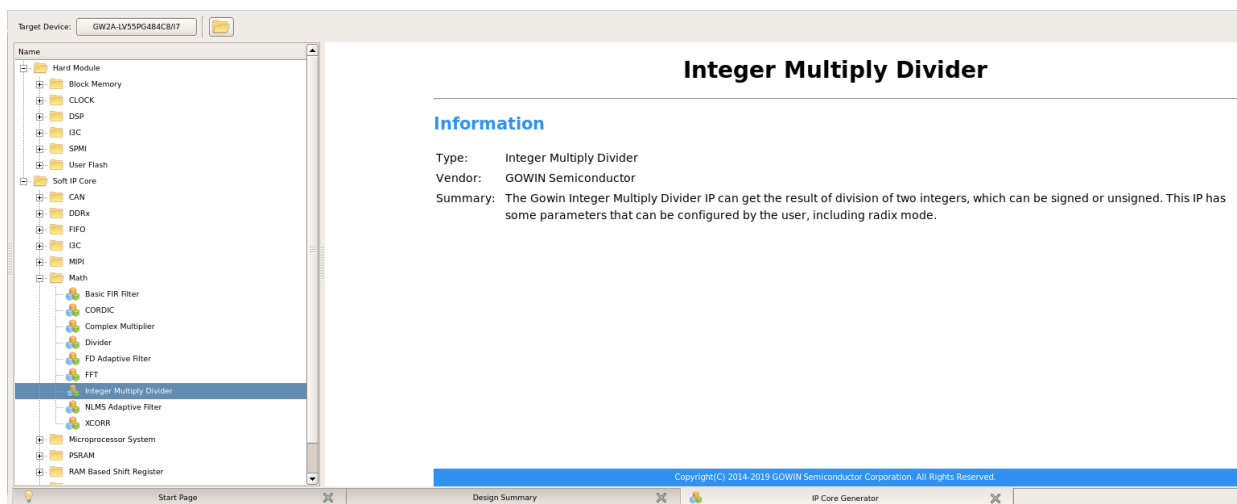 Target Device: GW2A-LV55PG484C8/I7
Name
Hard Module
Block Memory
CLOCK
DSP
I3C
SPMI
User Flash
Soft IP Core
CAN
DDRx
FIFO
I3C
MIPI
Math
Basic FIR Filter
CORDIC
Complex Multiplier
Divider
FD Adaptive Filter
FFT
Integer Multiply Divider
NLMS Adaptive Filter
XCORR
Microprocessor System
PSRAM
RAM Based Shift Register
Integer Multiply Divider
Information
Type: Integer Multiply Divider
Vendor: GOWIN Semiconductor
Summary: The Gowin Integer Multiply Divider IP can get the result of division of two integers, which can be signed or unsigned. This IP has
some parameters that can be configured by the user, including radix mode.
Copyright(C) 2014-2019 GOWIN Semiconductor Corporation. All Rights Reserved.
Start Page Design Summary IP Core Generator